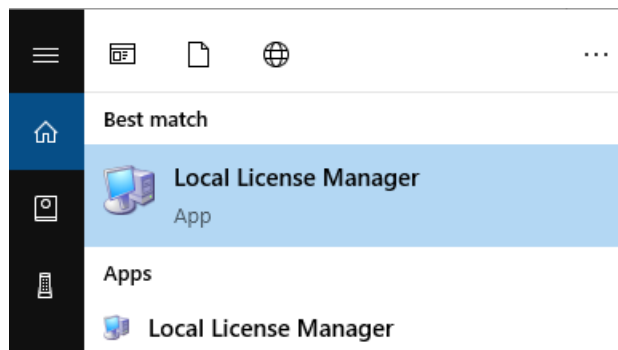 Best match
Local License Manager
App
Apps
Local License Manager